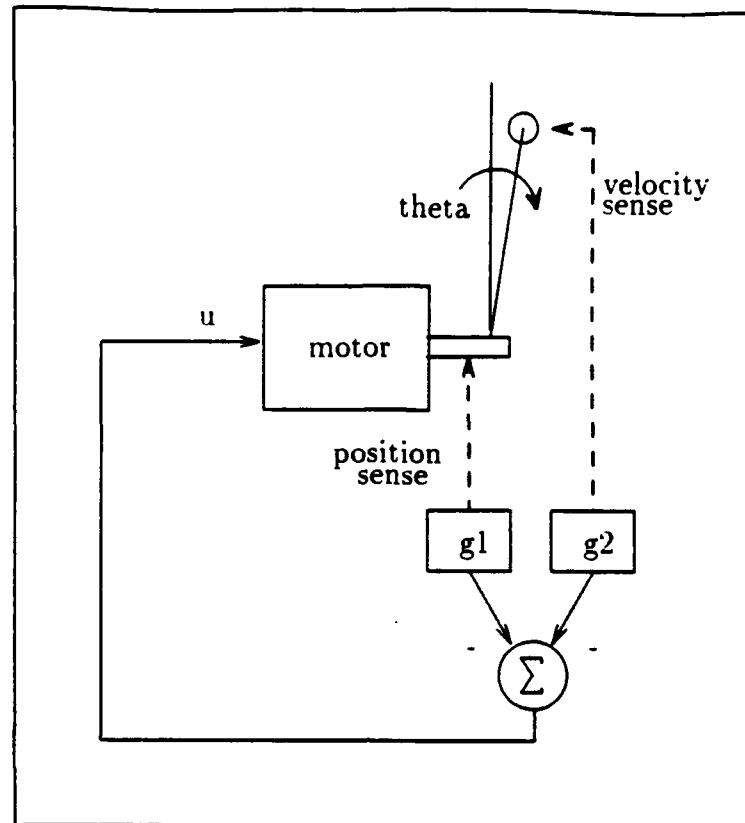 velocity
sense
theta
u
motor
position
sense
g1
g2
- -
Σ